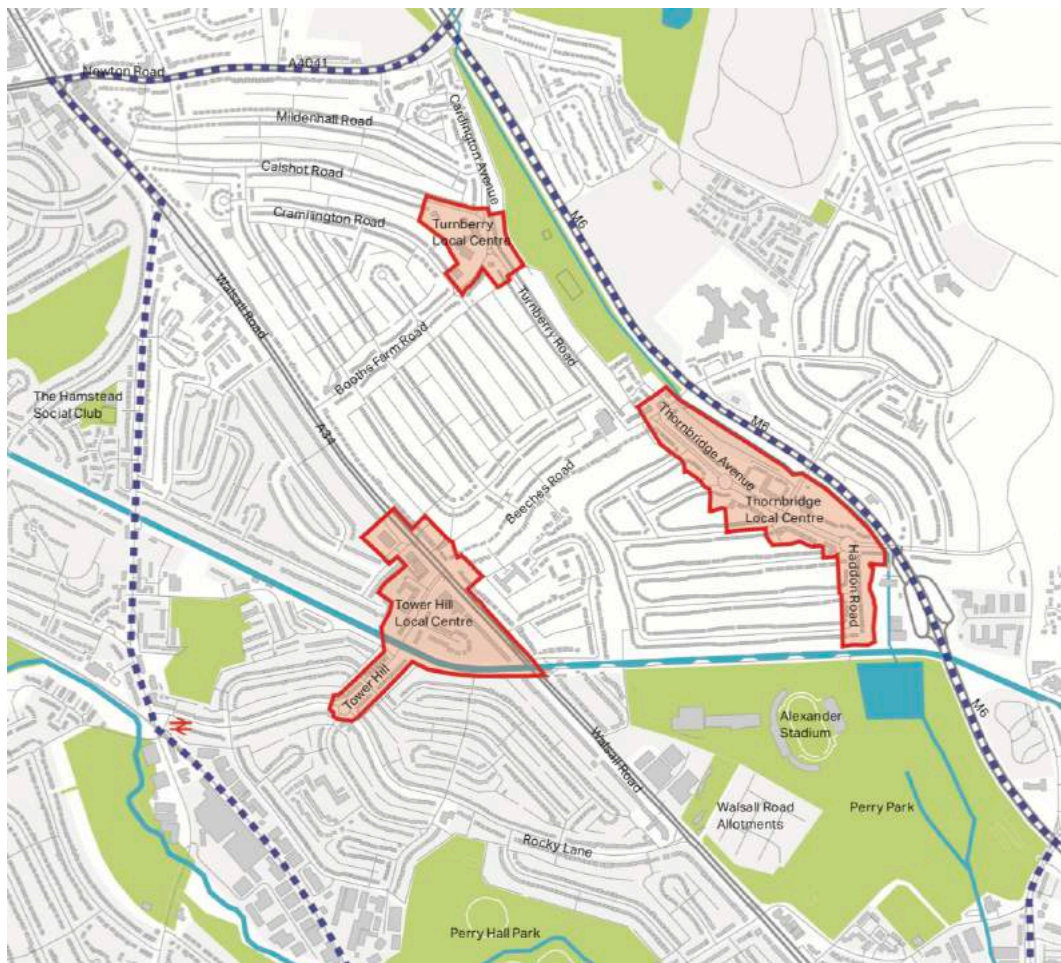 Newton Road
A4041
Mildenhall Road
Cardington Avenue
Calshot Road
Cramlington Road
Turnberry
Local Centre
M6
Walsall Road
Turnberry Road
Booths Farm Road
The Hamstead
Social Club
A34
M6
Thornbridge Avenue
Thornbridge
Local Centre
Beeches Road
Haddon Road
Tower Hill
Local Centre
Tower Hill
Alexander
Stadium
M6
Walsall Road
Walsall Road
Allotments
Perry Park
Rocky Lane
Perry Hall Park